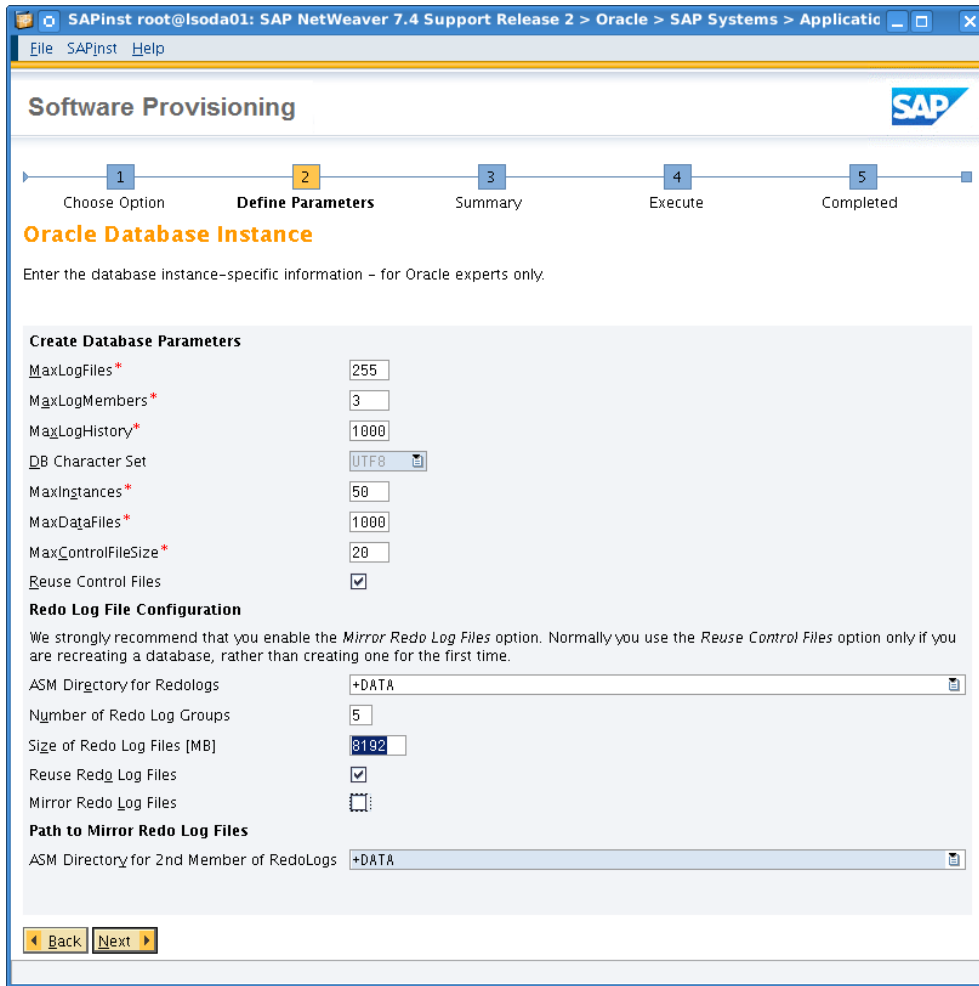 SAPinst root@lsoda01: SAP NetWeaver 7.4 Support Release 2 > Oracle > SAP Systems > Applicatic
File SAPinst Help
Software Provisioning
SAP
1 2 3 4 5
Choose Option Define Parameters Summary Execute Completed
Oracle Database Instance
Enter the database instance-specific information - for Oracle experts only.
Create Database Parameters
MaxLogFiles* 255
MaxLogMembers* 3
MaxLogHistory* 1000
DB Character Set UTF8
MaxInstances* 50
MaxDataFiles* 1000
MaxControlFileSize* 20
Reuse Control Files
Redo Log File Configuration
We strongly recommend that you enable the Mirror Redo Log Files option. Normally you use the Reuse Control Files option only if you
are recreating a database, rather than creating one for the first time.
ASM Directory for Redologs +DATA
Number of Redo Log Groups 5
Size of Redo Log Files [MB] 8192
Reuse Redo Log Files
Mirror Redo Log Files
Path to Mirror Redo Log Files
ASM Directory for 2nd Member of RedoLogs +DATA
Back Next